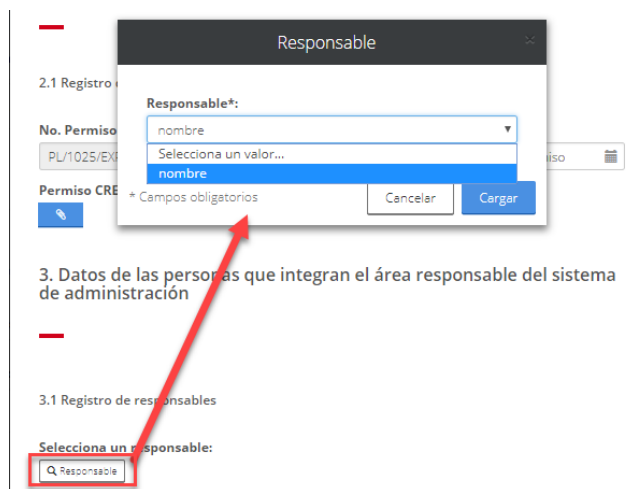 Responsable
×
2.1 Registro
Responsable*:
No. Permiso
nombre
PL/1025/EXP
Selecciona un valor...
iso
nombre
Permiso CRE
* Campos obligatorios
Cancelar
Cargar
3. Datos de las personas que integran el área responsable del sistema
de administración
3.1 Registro de responsables
Selecciona un responsable:
Responsable